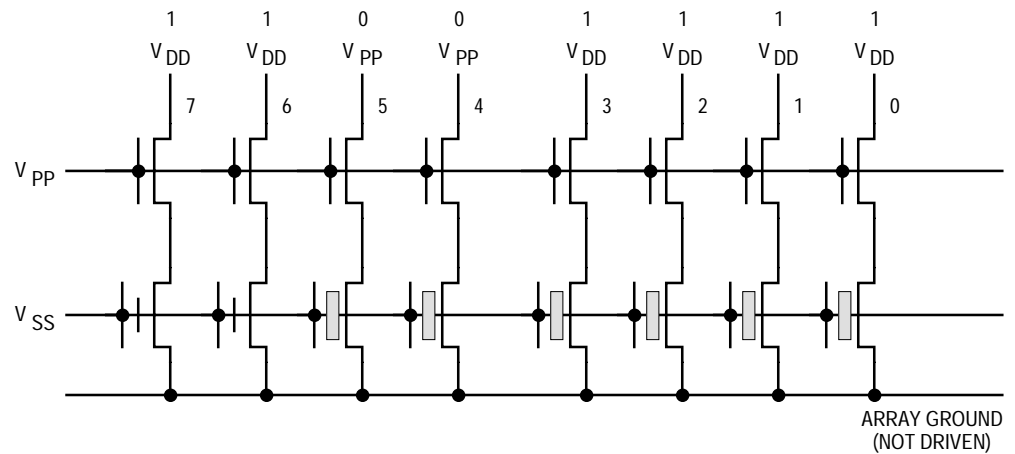 1 1 0 0 1 1 1 1
V DD V DD V PP V PP V DD V DD V DD V DD
7 6 5 4 3 2 1 0
V PP
V SS
ARRAY GROUND
(NOT DRIVEN)